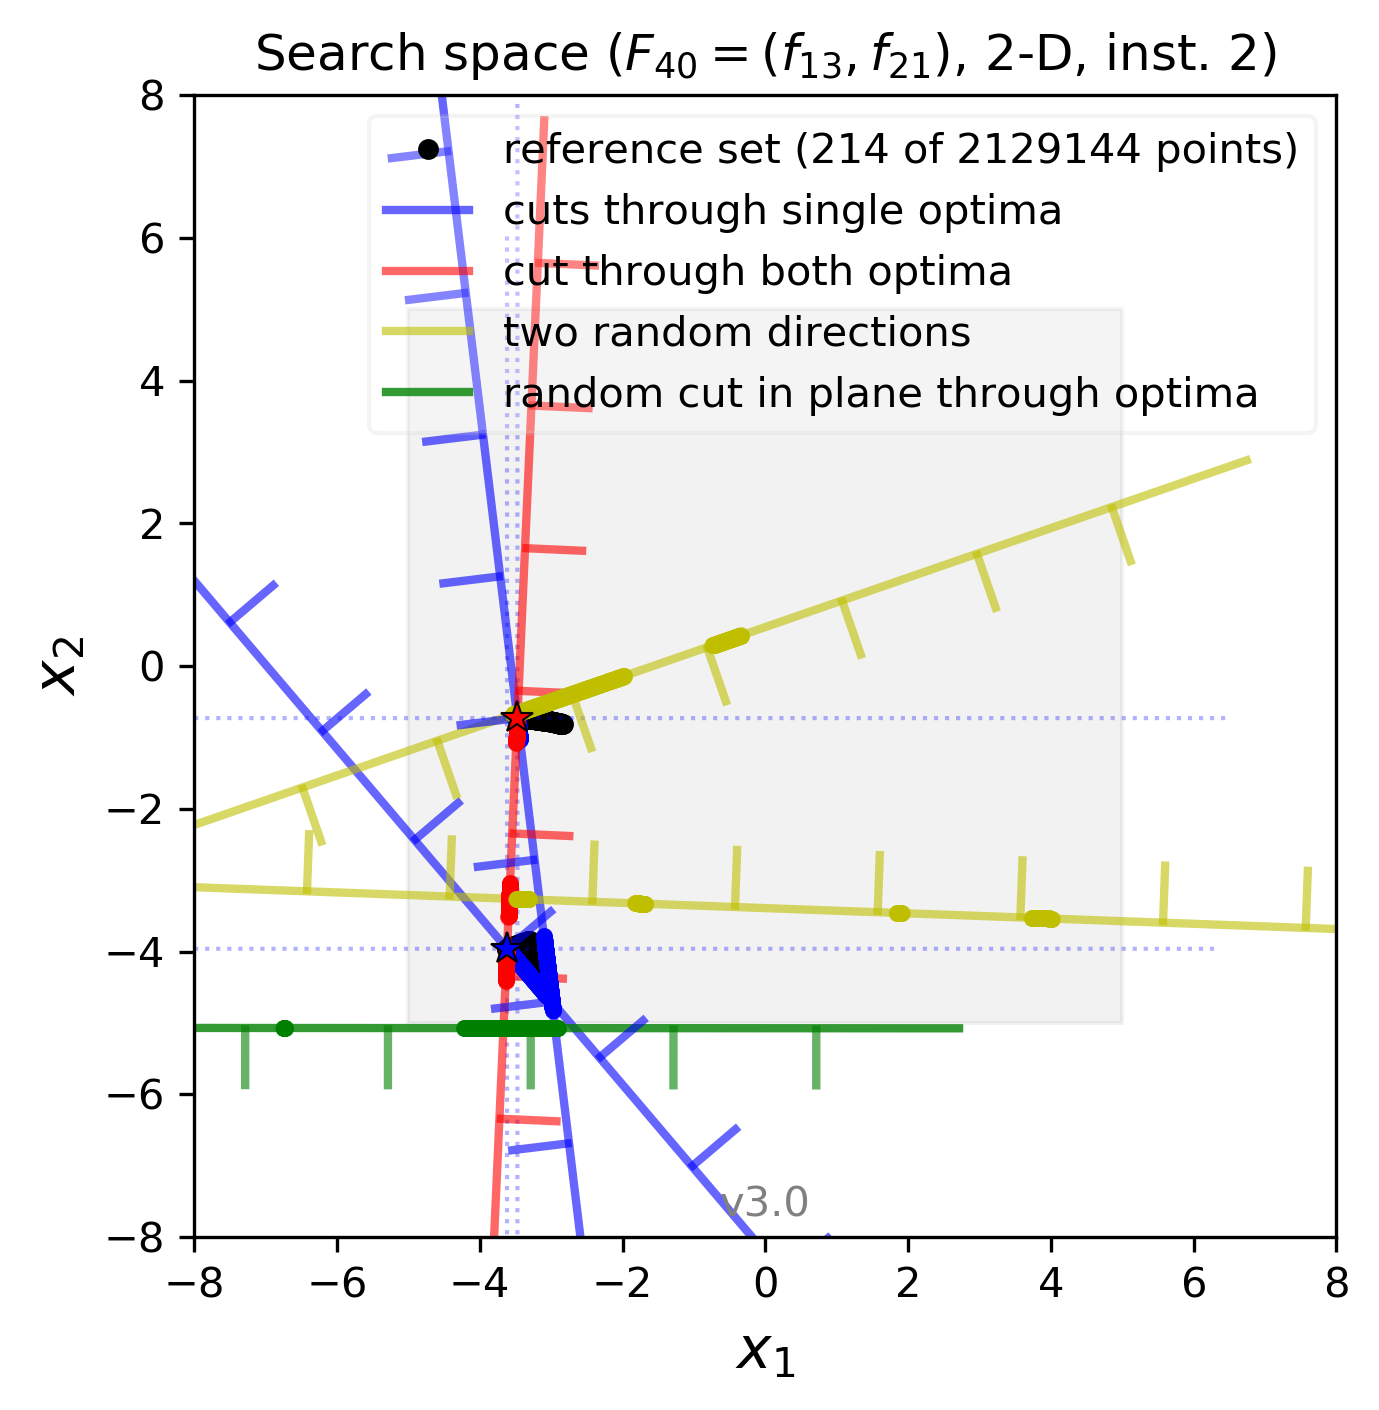 Search space (F₄₀ = (f₁₃, f₂₁), 2-D, inst. 2)
reference set (214 of 2129144 points)
cuts through single optima
cut through both optima
two random directions
random cut in plane through optima
8
6
4
2
0
−2
−4
−6
−8
x₂
v3.0
−8 −6 −4 −2 0 2 4 6 8
x₁